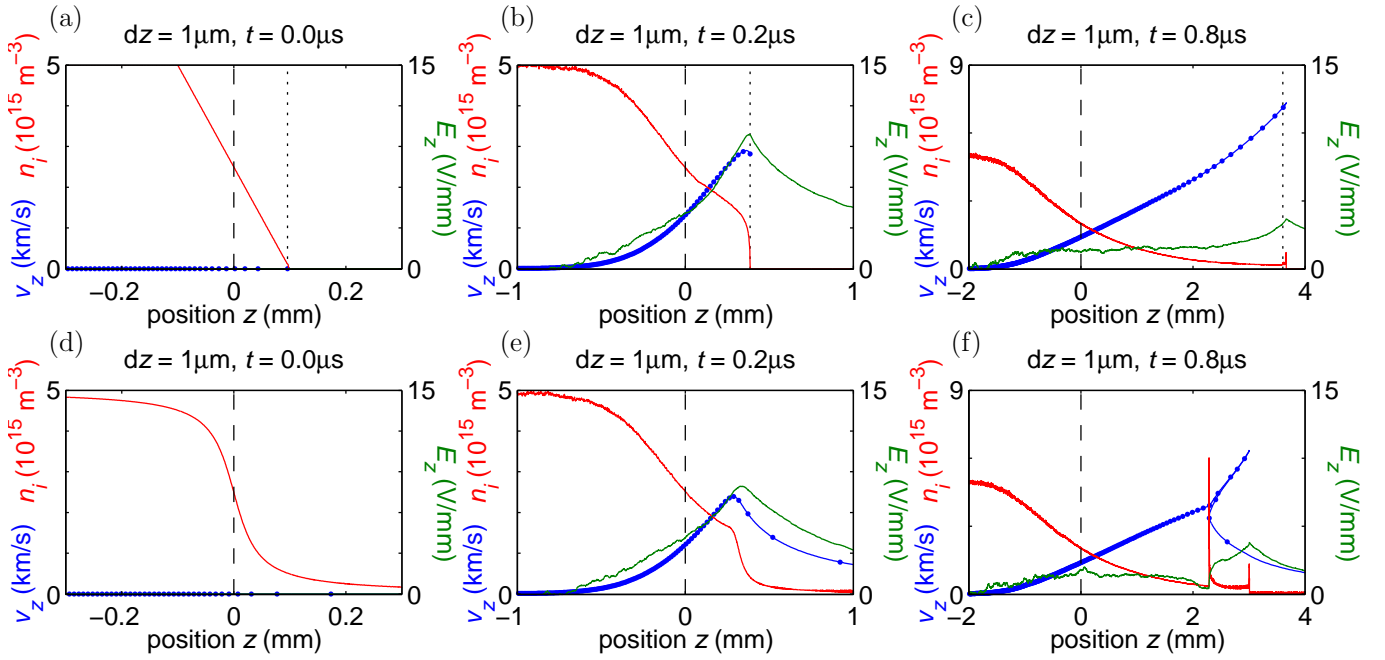 (a)
dz = 1μm, t = 0.0μs
v_z (km/s) n_i (10^15 m^−3)
5
0
15
0
E_z (V/mm)
−0.2 0 0.2
position z (mm)
(b)
dz = 1μm, t = 0.2μs
v_z (km/s) n_i (10^15 m^−3)
5
0
15
0
E_z (V/mm)
−1 0 1
position z (mm)
(c)
dz = 1μm, t = 0.8μs
v_z (km/s) n_i (10^15 m^−3)
9
0
15
0
E_z (V/mm)
−2 0 2 4
position z (mm)
(d)
dz = 1μm, t = 0.0μs
v_z (km/s) n_i (10^15 m^−3)
5
0
15
0
E_z (V/mm)
−0.2 0 0.2
position z (mm)
(e)
dz = 1μm, t = 0.2μs
v_z (km/s) n_i (10^15 m^−3)
5
0
15
0
E_z (V/mm)
−1 0 1
position z (mm)
(f)
dz = 1μm, t = 0.8μs
v_z (km/s) n_i (10^15 m^−3)
9
0
15
0
E_z (V/mm)
−2 0 2 4
position z (mm)